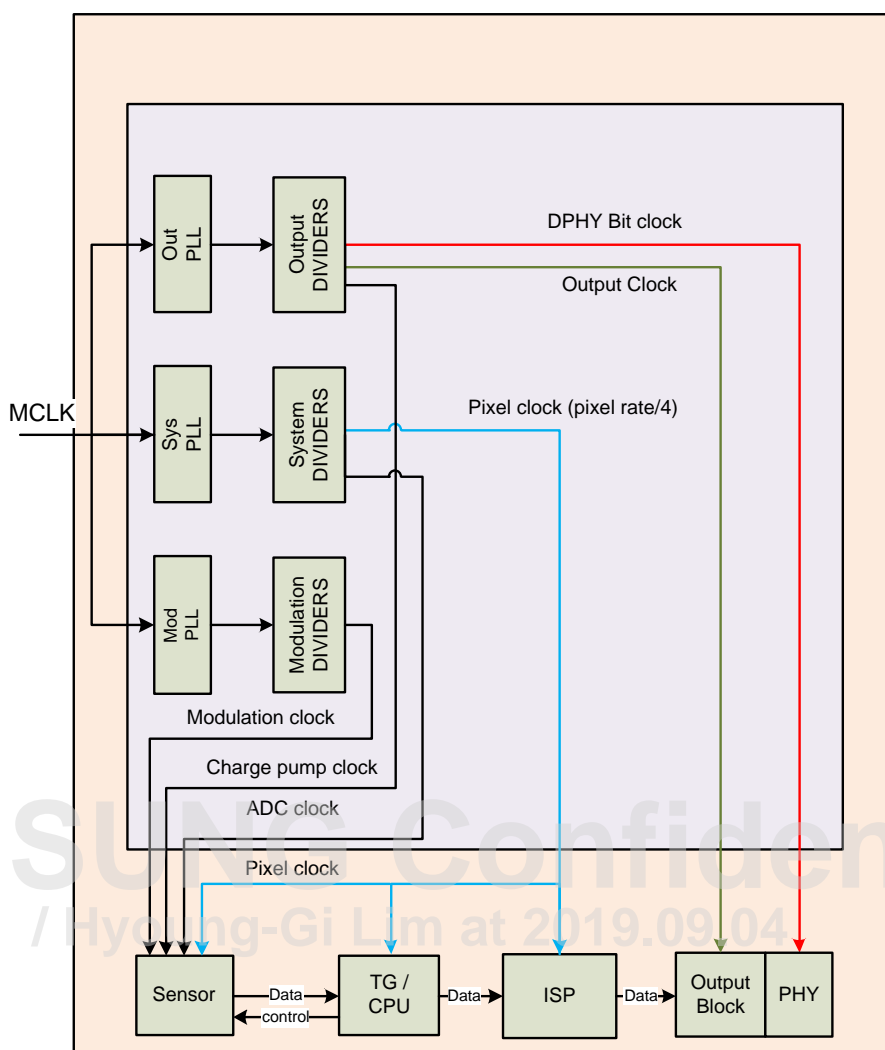 Out
PLL
Output
DIVIDERS
DPHY Bit clock
Output Clock
MCLK
Sys
PLL
System
DIVIDERS
Pixel clock (pixel rate/4)
Mod
PLL
Modulation
DIVIDERS
Modulation clock
Charge pump clock
ADC clock
SUNG Confiden
Pixel clock
/ Hyoung-Gi Lim at 2019.09.04
Sensor
Data
control
TG /
CPU
Data
ISP
Data
Output
Block
PHY